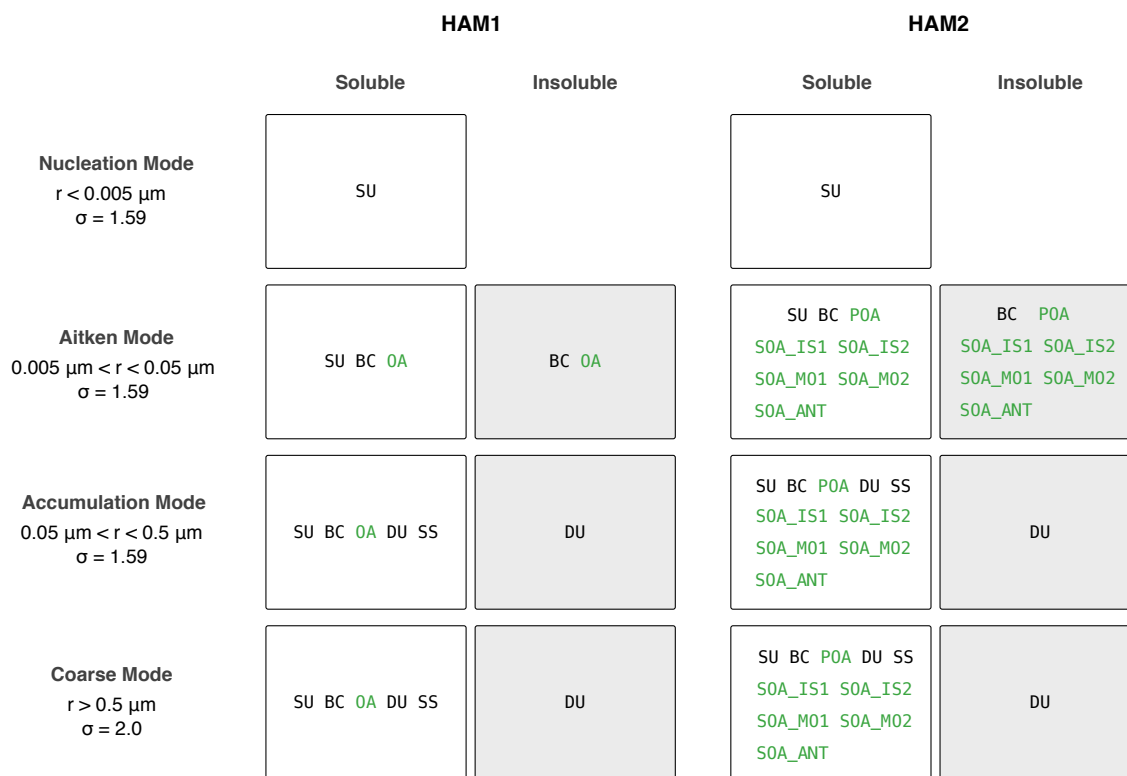 HAM1 HAM2
Soluble Insoluble Soluble Insoluble
Nucleation Mode
r < 0.005 µm
σ = 1.59
SU
SU
Aitken Mode
0.005 µm < r < 0.05 µm
σ = 1.59
SU BC OA
BC OA
SU BC POA
SOA_IS1 SOA_IS2
SOA_MO1 SOA_MO2
SOA_ANT
BC POA
SOA_IS1 SOA_IS2
SOA_MO1 SOA_MO2
SOA_ANT
Accumulation Mode
0.05 µm < r < 0.5 µm
σ = 1.59
SU BC OA DU SS
DU
SU BC POA DU SS
SOA_IS1 SOA_IS2
SOA_MO1 SOA_MO2
SOA_ANT
DU
Coarse Mode
r > 0.5 µm
σ = 2.0
SU BC OA DU SS
DU
SU BC POA DU SS
SOA_IS1 SOA_IS2
SOA_MO1 SOA_MO2
SOA_ANT
DU